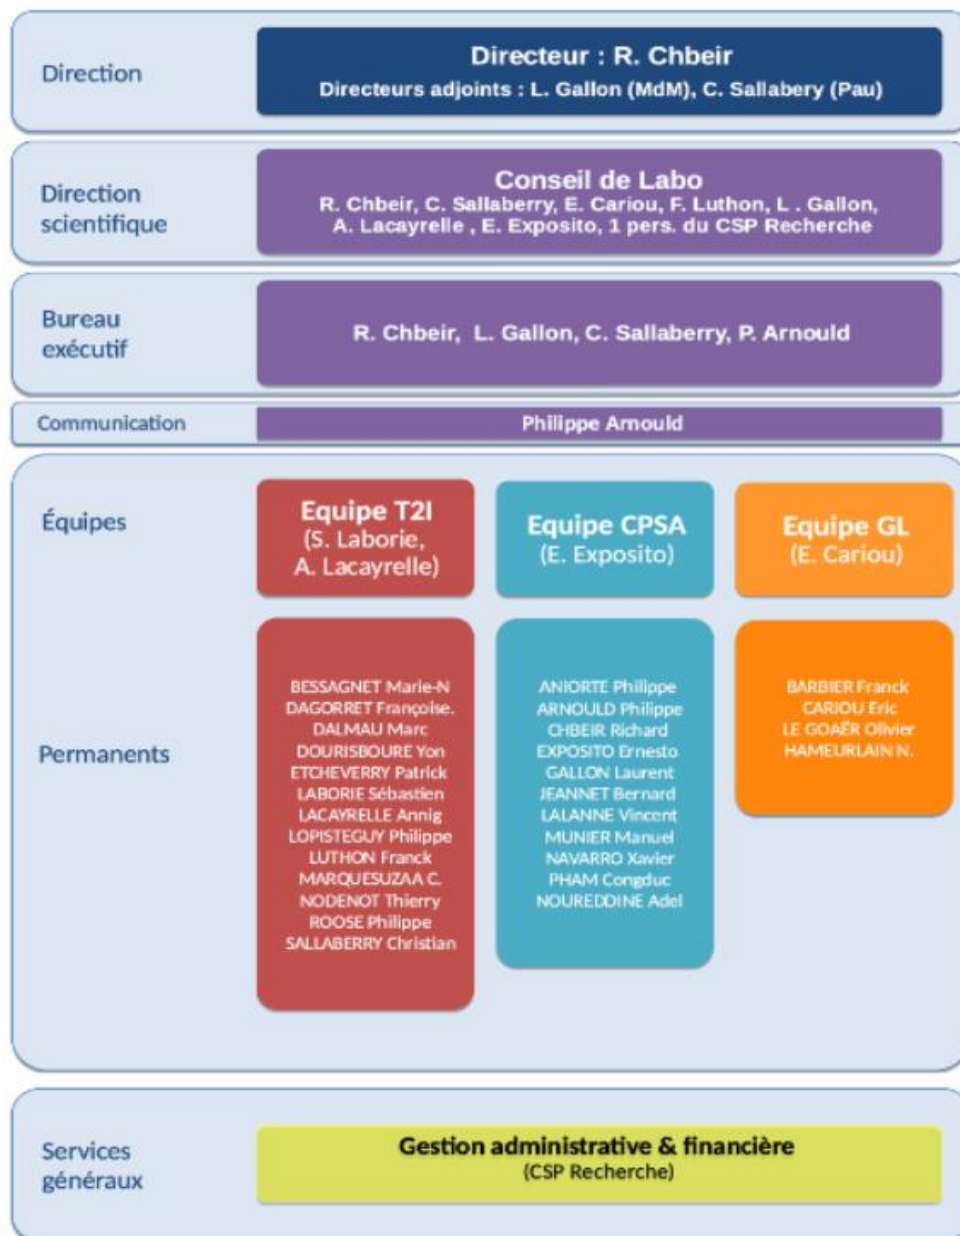 Direction
Directeur : R. Chbeir
Directeurs adjoints : L. Gallon (MdM), C. Sallabery (Pau)
Direction
scientifique
Conseil de Labo
R. Chbeir, C. Sallaberry, E. Cariou, F. Luthon, L . Gallon,
A. Lacayrelle , E. Exposito, 1 pers. du CSP Recherche
Bureau
exécutif
R. Chbeir, L. Gallon, C. Sallaberry, P. Arnould
Communication
Philippe Arnould
Équipes
Equipe T2I
(S. Laborie,
A. Lacayrelle)
Equipe CPSA
(E. Exposito)
Equipe GL
(E. Cariou)
Permanents
BESSAGNET Marie-N
DAGORRET Françoise.
DALMAU Marc
DOURISBOURE Yon
ETCHEVERRY Patrick
LABORIE Sébastien
LACAYRELLE Annig
LOPISTEGUY Philippe
LUTHON Franck
MARQUESUZAA C.
NODENOT Thierry
ROOSE Philippe
SALLABERRY Christian
ANIORTE Philippe
ARNOULD Philippe
CHBEIR Richard
EXPOSITO Ernesto
GALLON Laurent
JEANNET Bernard
LALANNE Vincent
MUNIER Manuel
NAVARRO Xavier
PHAM Congduc
NOUREDDINE Adel
BARBIER Franck
CARIOU Eric
LE GOAËR Olivier
HAMEURLAIN N.
Services
généraux
Gestion administrative & financière
(CSP Recherche)